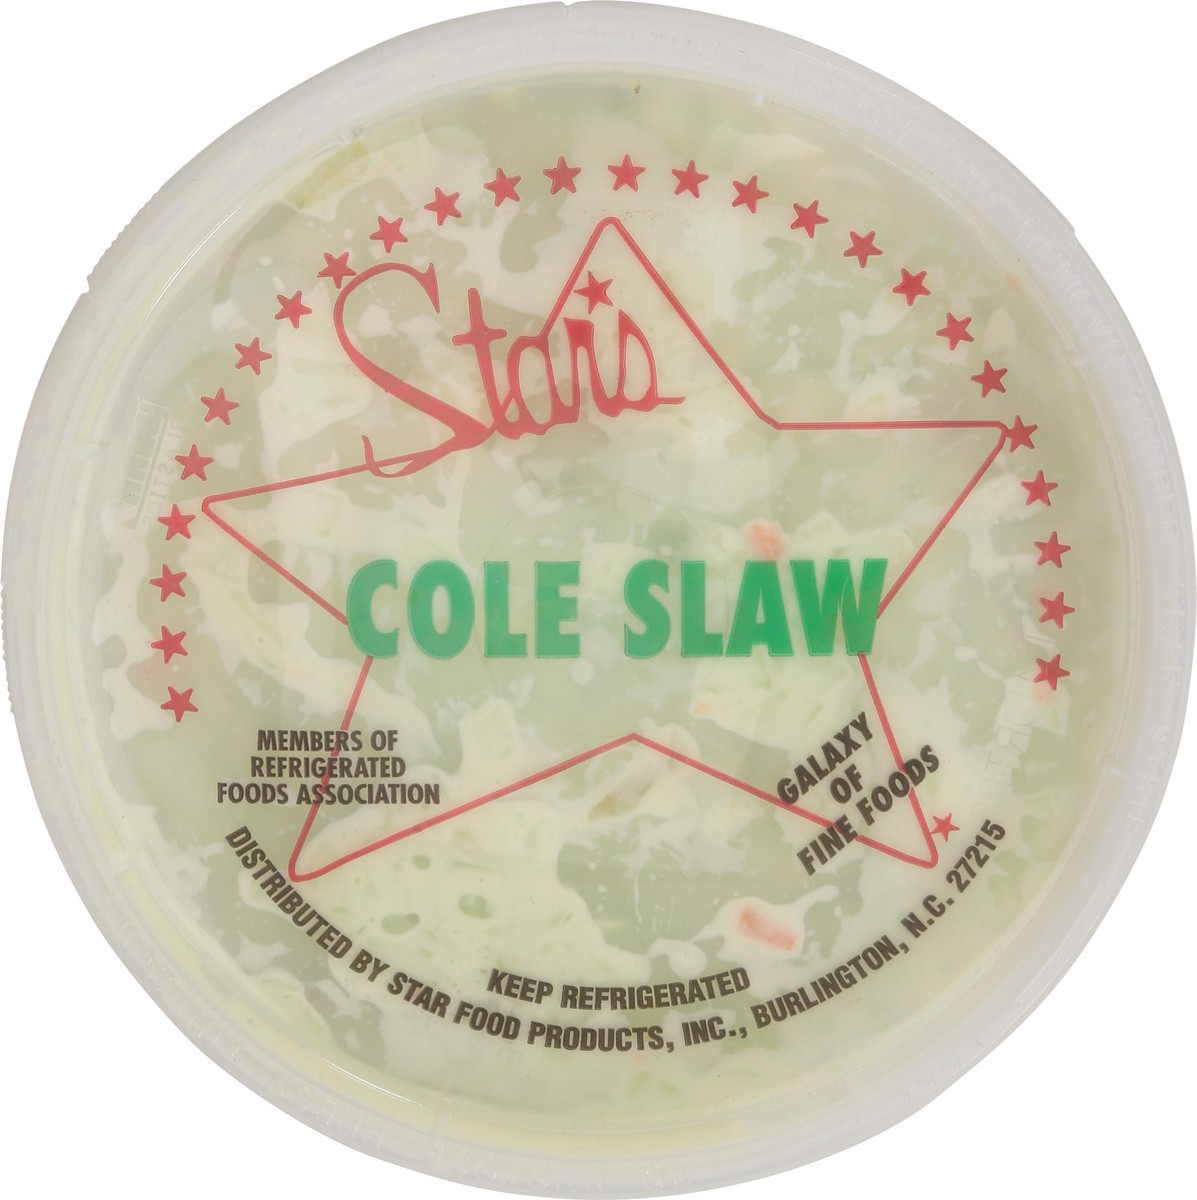 Stars
COLE SLAW
MEMBERS OF
REFRIGERATED
FOODS ASSOCIATION
GALAXY
OF
FINE FOODS
KEEP REFRIGERATED
DISTRIBUTED BY STAR FOOD PRODUCTS, INC., BURLINGTON, N.C. 27215